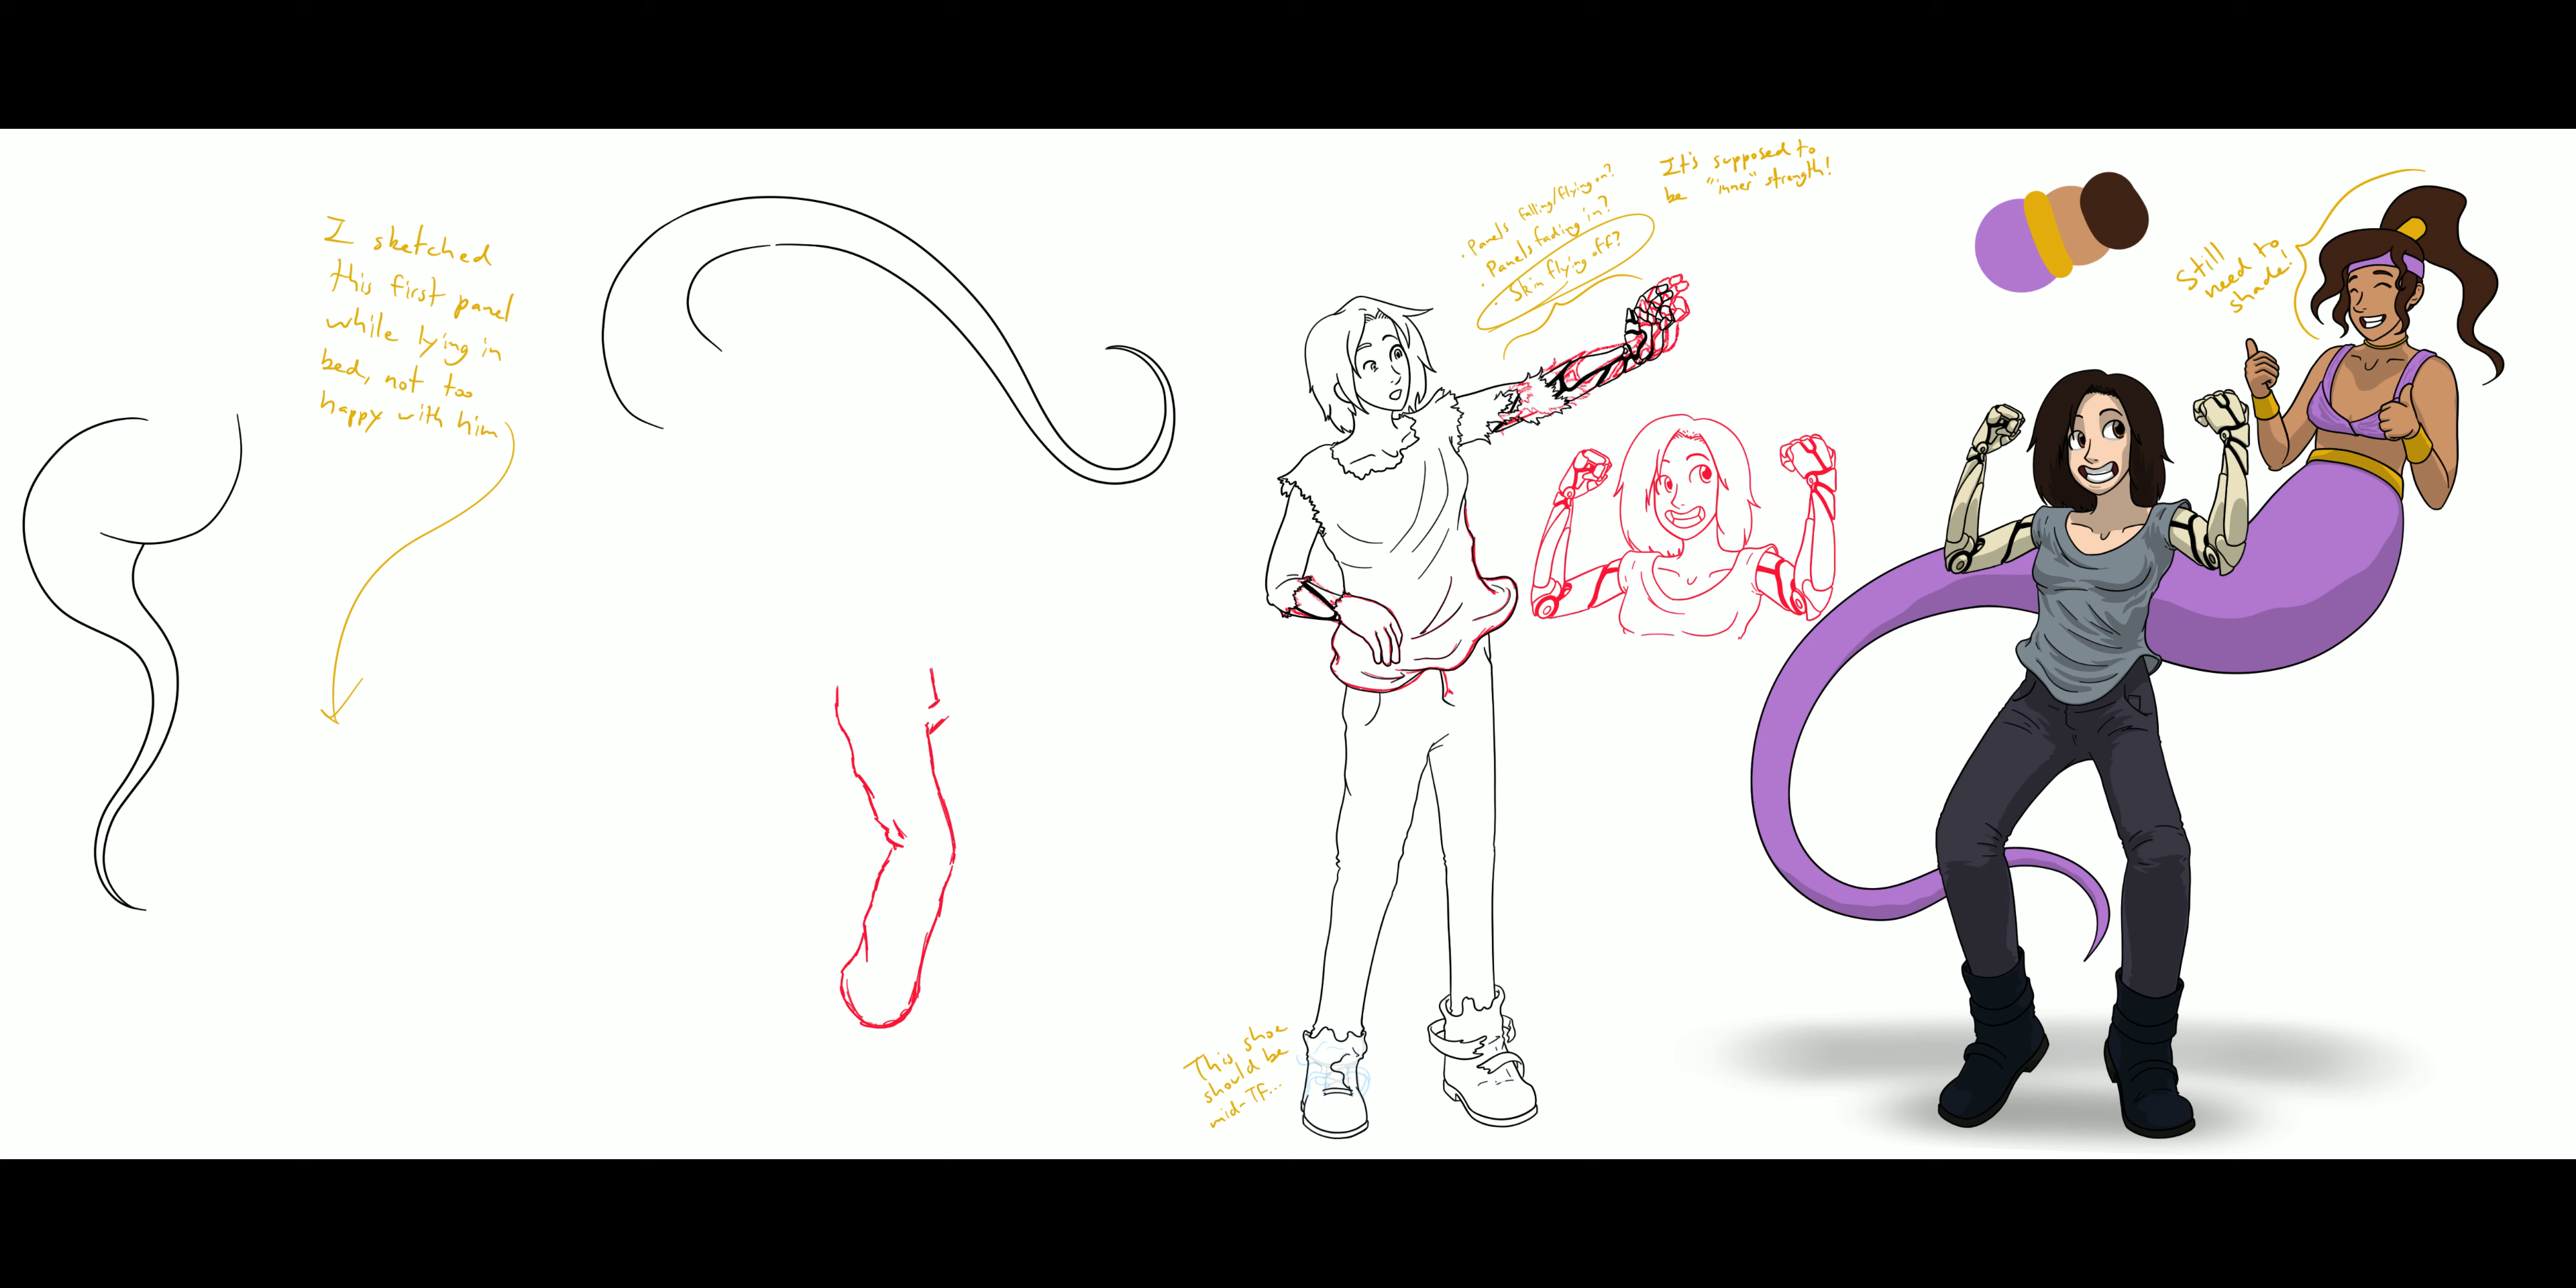 I sketched
this first panel
while lying in
bed, not too
happy with him
• Panels falling/flying on?
• Panels fading in?
• Skin flying off?
It's supposed to
be "inner" strength!
Still
need to
shade!
This shoe
should be
mid-TF...